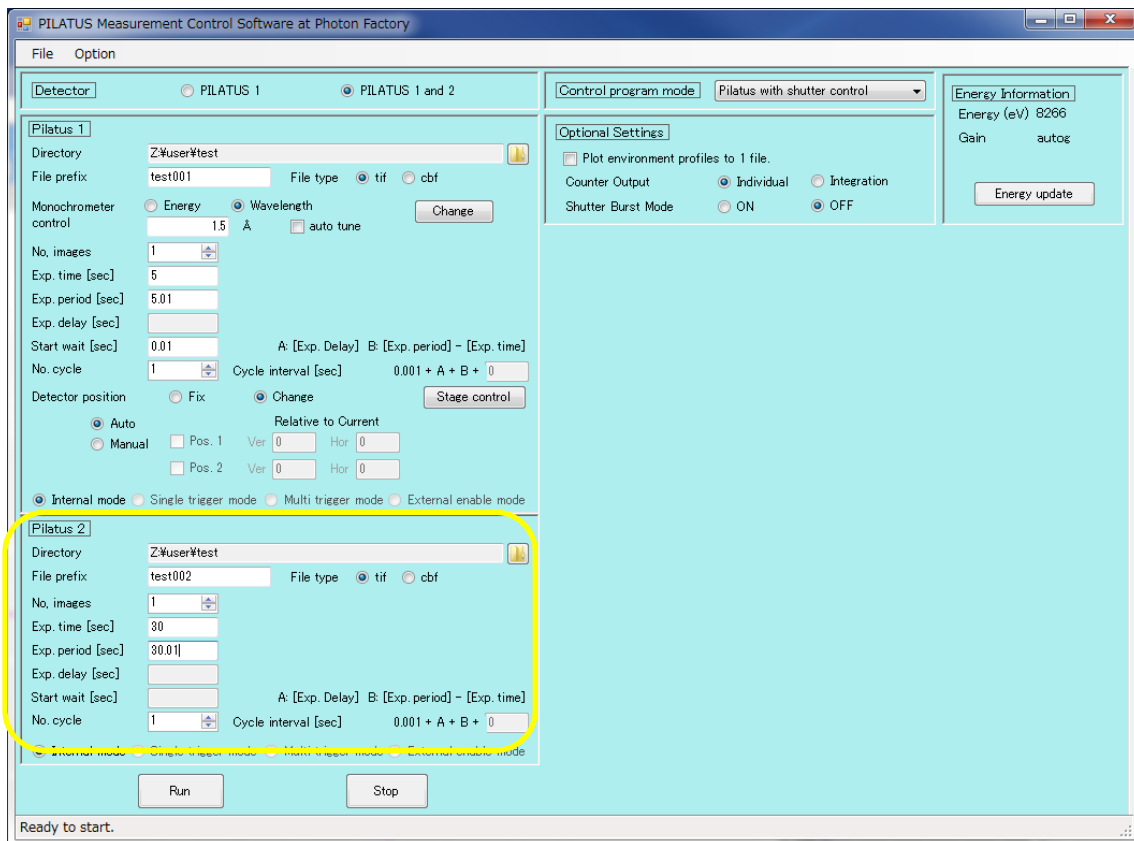 PILATUS Measurement Control Software at Photon Factory
File Option
Detector PILATUS 1 PILATUS 1 and 2
Control program mode Pilatus with shutter control
Energy Information
Energy (eV) 8266
Gain autog
Energy update
Optional Settings
Plot environment profiles to 1 file.
Counter Output Individual Integration
Shutter Burst Mode ON OFF
Pilatus 1
Directory Z:¥user¥test
File prefix test001 File type tif cbf
Monochrometer control Energy Wavelength Change
1.5 Å auto tune
No, images 1
Exp. time [sec] 5
Exp. period [sec] 5.01
Exp. delay [sec]
Start wait [sec] 0.01 A: [Exp. Delay] B: [Exp. period] - [Exp. time]
No. cycle 1 Cycle interval [sec] 0.001 + A + B + 0
Detector position Fix Change Stage control
Auto Relative to Current
Manual Pos. 1 Ver 0 Hor 0
Pos. 2 Ver 0 Hor 0
Internal mode Single trigger mode Multi trigger mode External enable mode
Pilatus 2
Directory Z:¥user¥test
File prefix test002 File type tif cbf
No, images 1
Exp. time [sec] 30
Exp. period [sec] 30.01
Exp. delay [sec]
Start wait [sec] A: [Exp. Delay] B: [Exp. period] - [Exp. time]
No. cycle 1 Cycle interval [sec] 0.001 + A + B + 0
Internal mode Single trigger mode Multi trigger mode External enable mode
Run Stop
Ready to start.